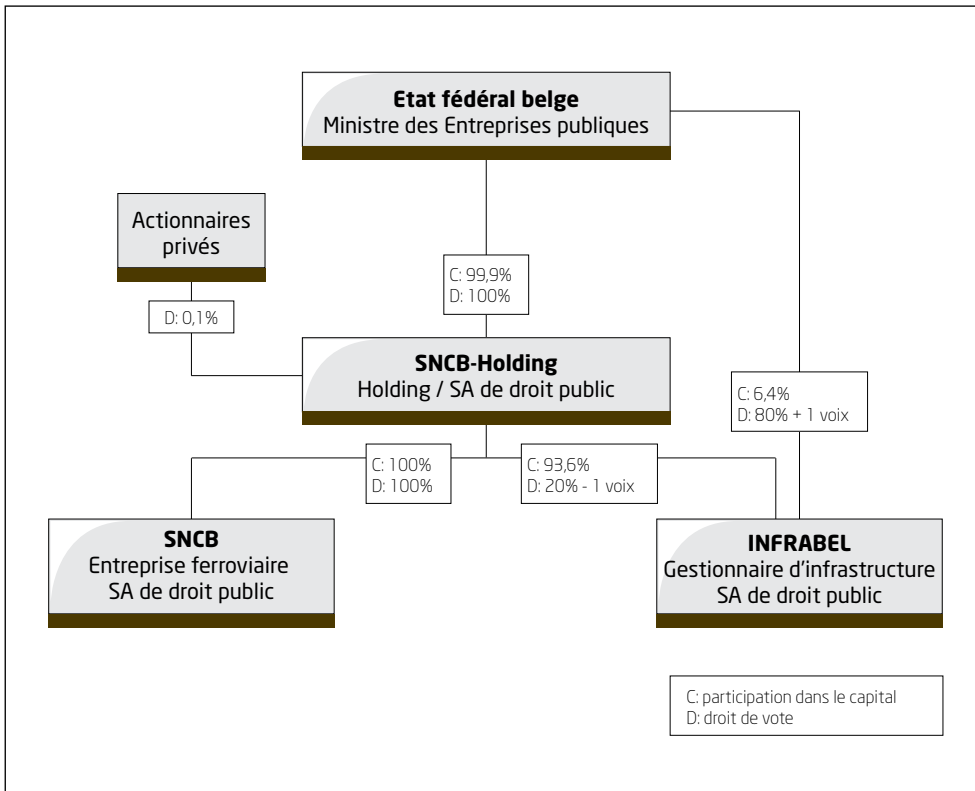 Etat fédéral belge
Ministre des Entreprises publiques
Actionnaires
privés
C: 99,9%
D: 100%
D: 0,1%
SNCB-Holding
Holding / SA de droit public
C: 6,4%
D: 80% + 1 voix
C: 100%
D: 100%
C: 93,6%
D: 20% - 1 voix
SNCB
Entreprise ferroviaire
SA de droit public
INFRABEL
Gestionnaire d'infrastructure
SA de droit public
C: participation dans le capital
D: droit de vote